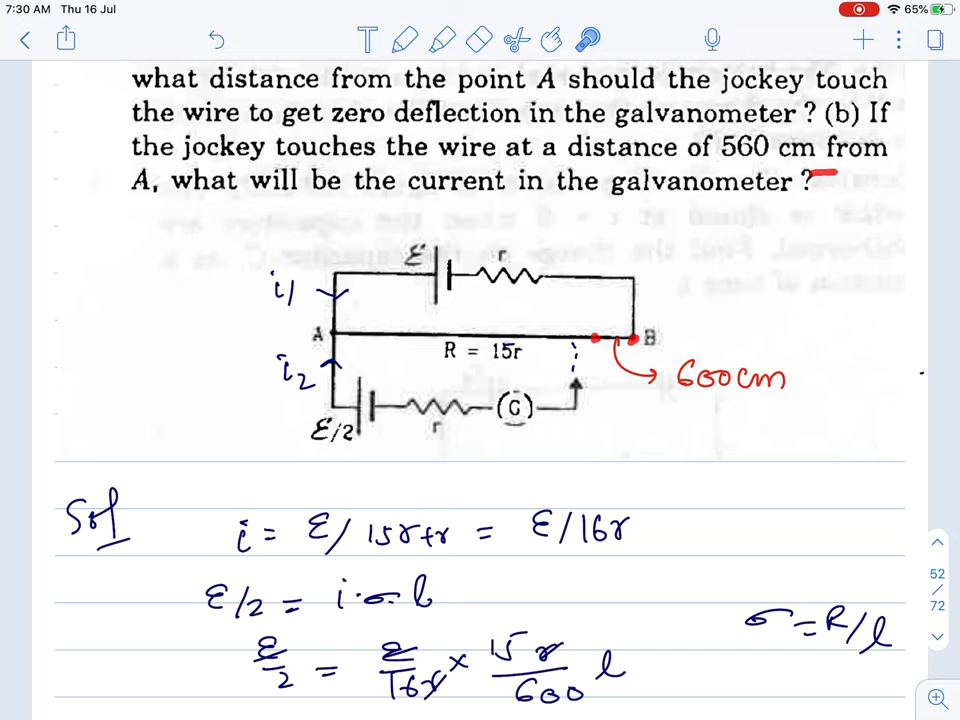 7:30 AM Thu 16 Jul
65%
what distance from the point A should the jockey touch
the wire to get zero deflection in the galvanometer ? (b) If
the jockey touches the wire at a distance of 560 cm from
A, what will be the current in the galvanometer ?
ℰ r
i1
A B
R = 15r
i2
600cm
(G)
ℰ/2 r
Sol
i = ℰ/15r+r = ℰ/16r
ℰ/2 = i·σ l
σ = R/l
ℰ/2 = ℰ/16r × 15r/600 l
52
/
72